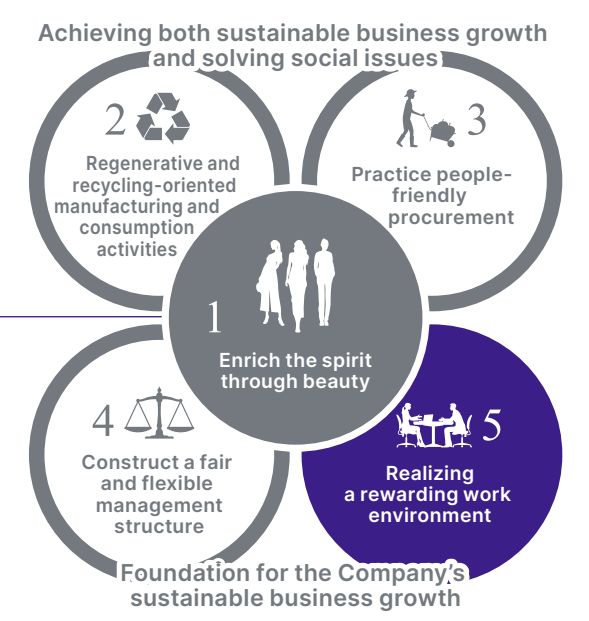 Achieving both sustainable business growth
and solving social issues
2
Regenerative and
recycling-oriented
manufacturing and
consumption
activities
3
Practice people-
friendly
procurement
1
Enrich the spirit
through beauty
4
Construct a fair
and flexible
management
structure
5
Realizing
a rewarding work
environment
Foundation for the Company's
sustainable business growth